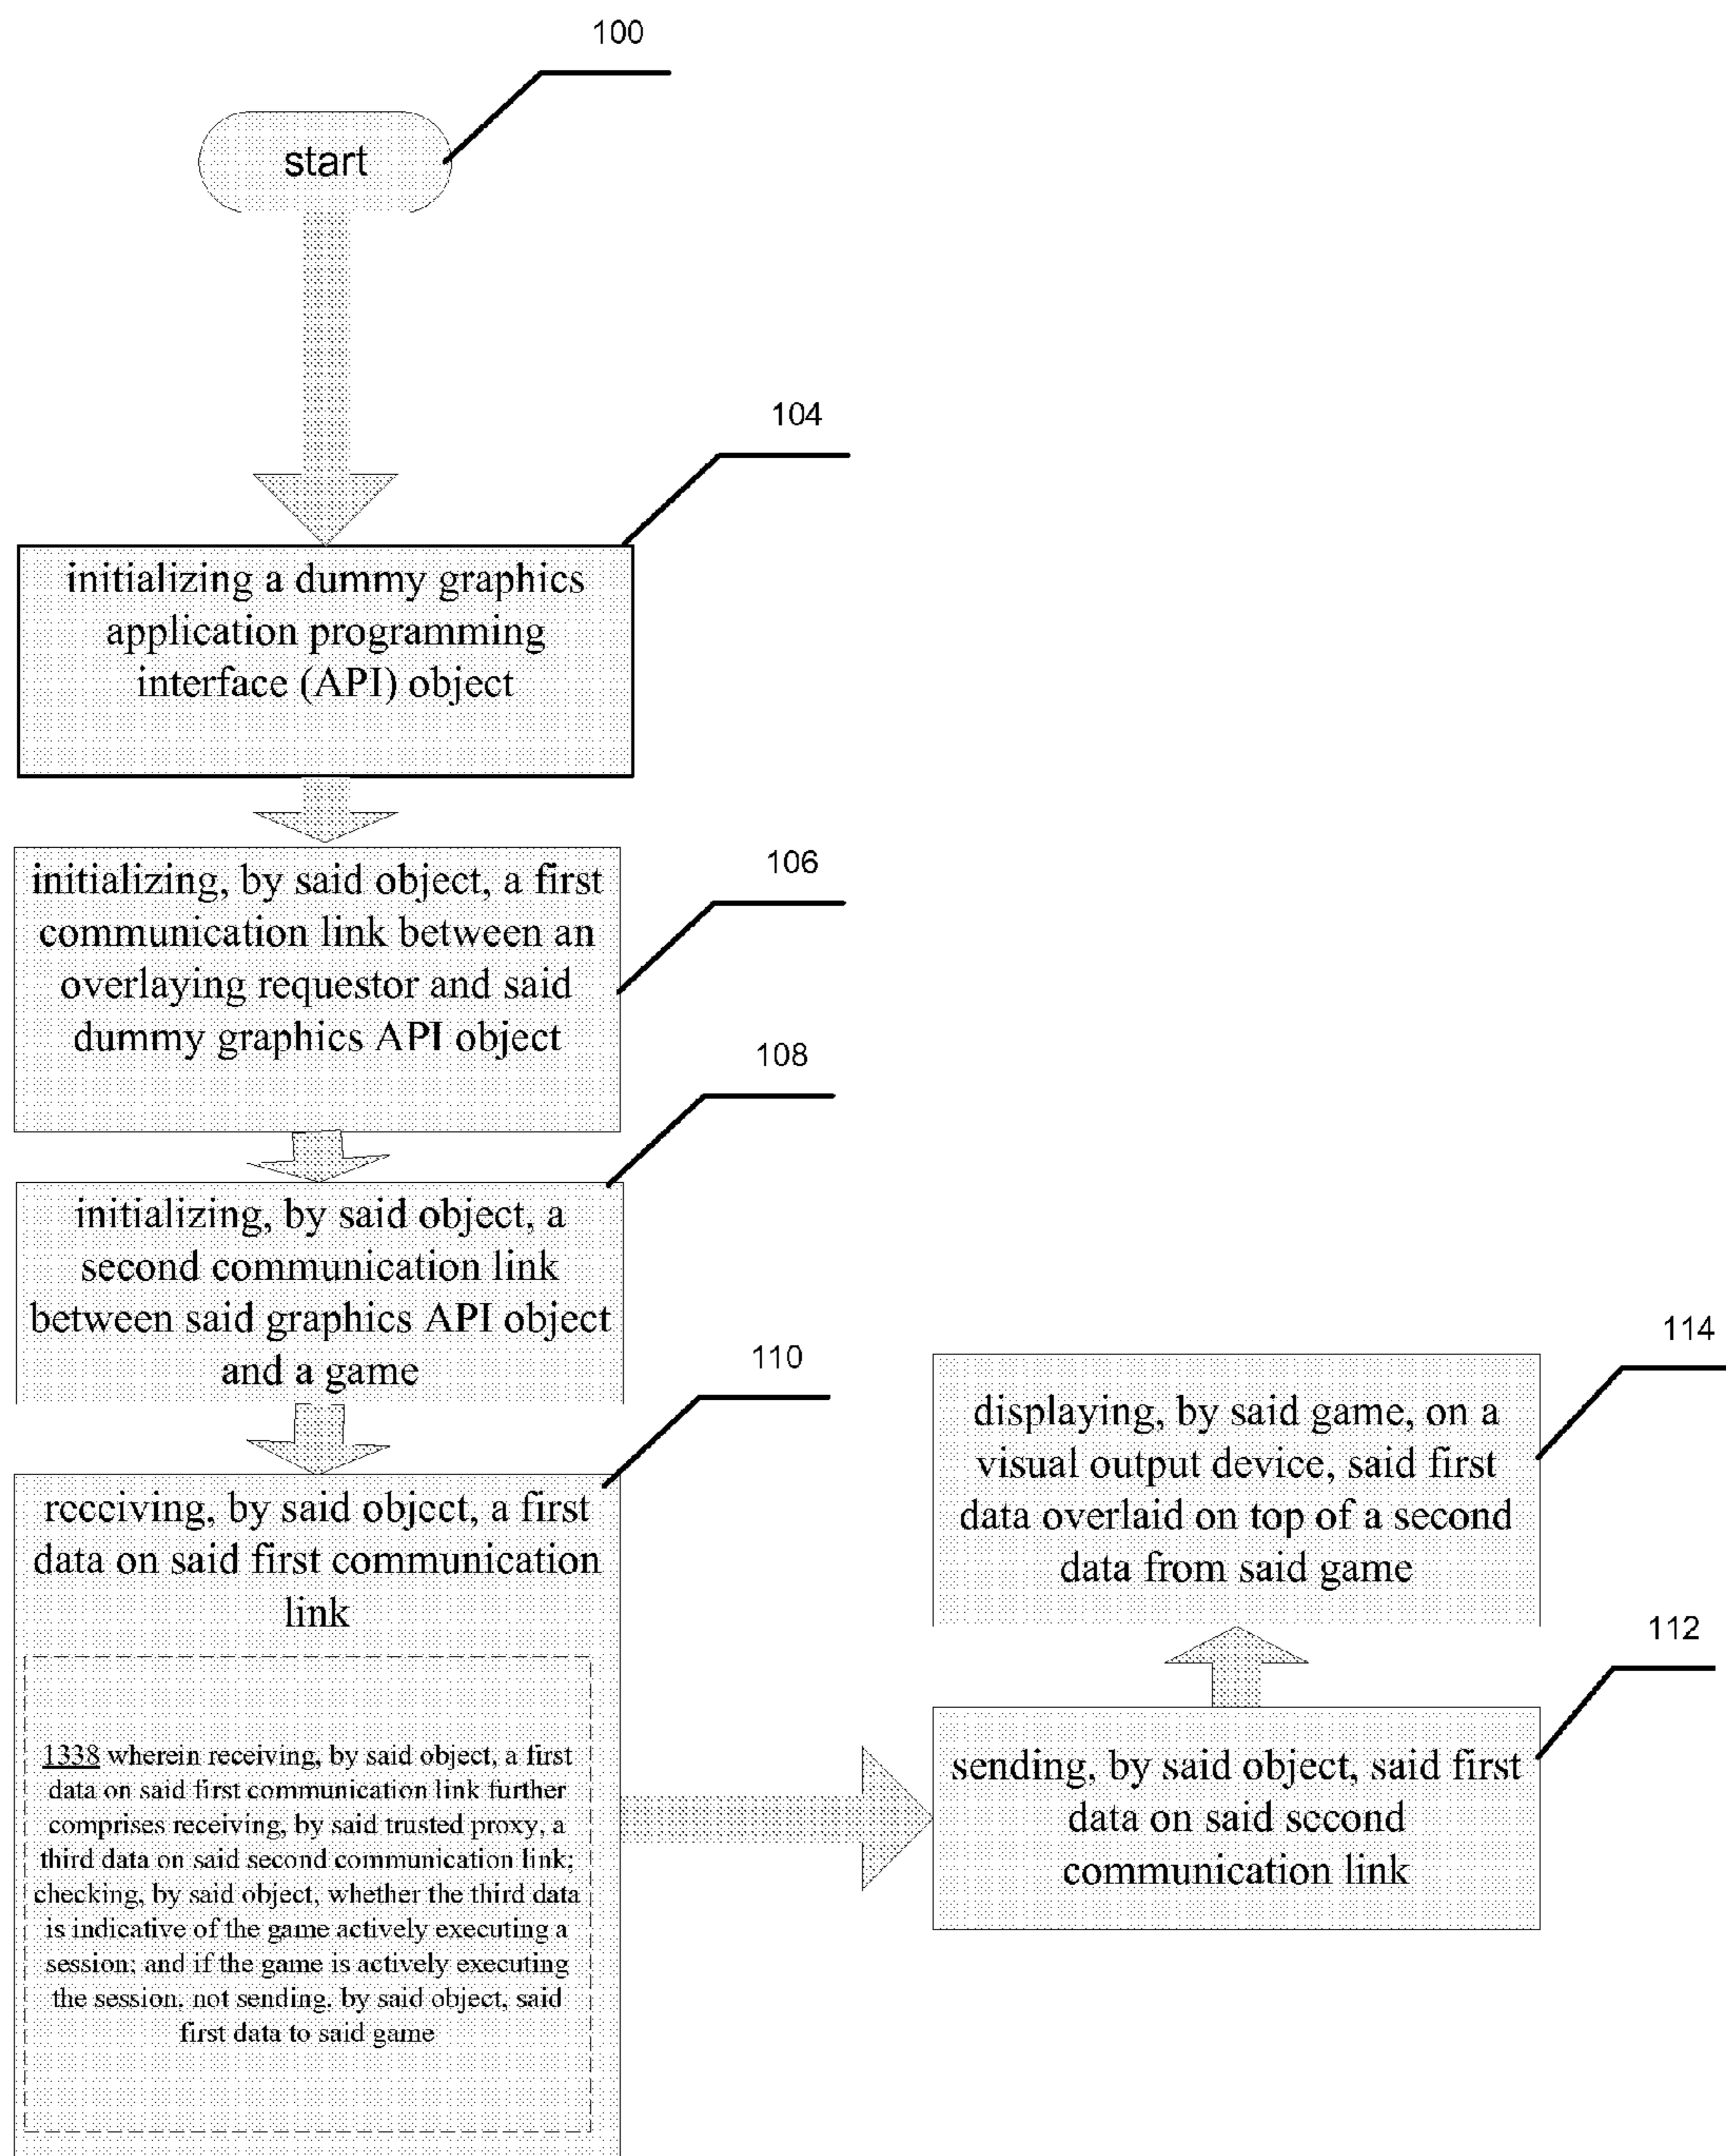 100
start
104
initializing a dummy graphics
application programming
interface (API) object
106
initializing, by said object, a first
communication link between an
overlaying requestor and said
dummy graphics API object
108
initializing, by said object, a
second communication link
between said graphics API object
and a game
110
receiving, by said object, a first
data on said first communication
link
1338 wherein receiving, by said object, a first
data on said first communication link further
comprises receiving, by said trusted proxy, a
third data on said second communication link;
checking, by said object, whether the third data
is indicative of the game actively executing a
session; and if the game is actively executing
the session, not sending, by said object, said
first data to said game
114
displaying, by said game, on a
visual output device, said first
data overlaid on top of a second
data from said game
112
sending, by said object, said first
data on said second
communication link